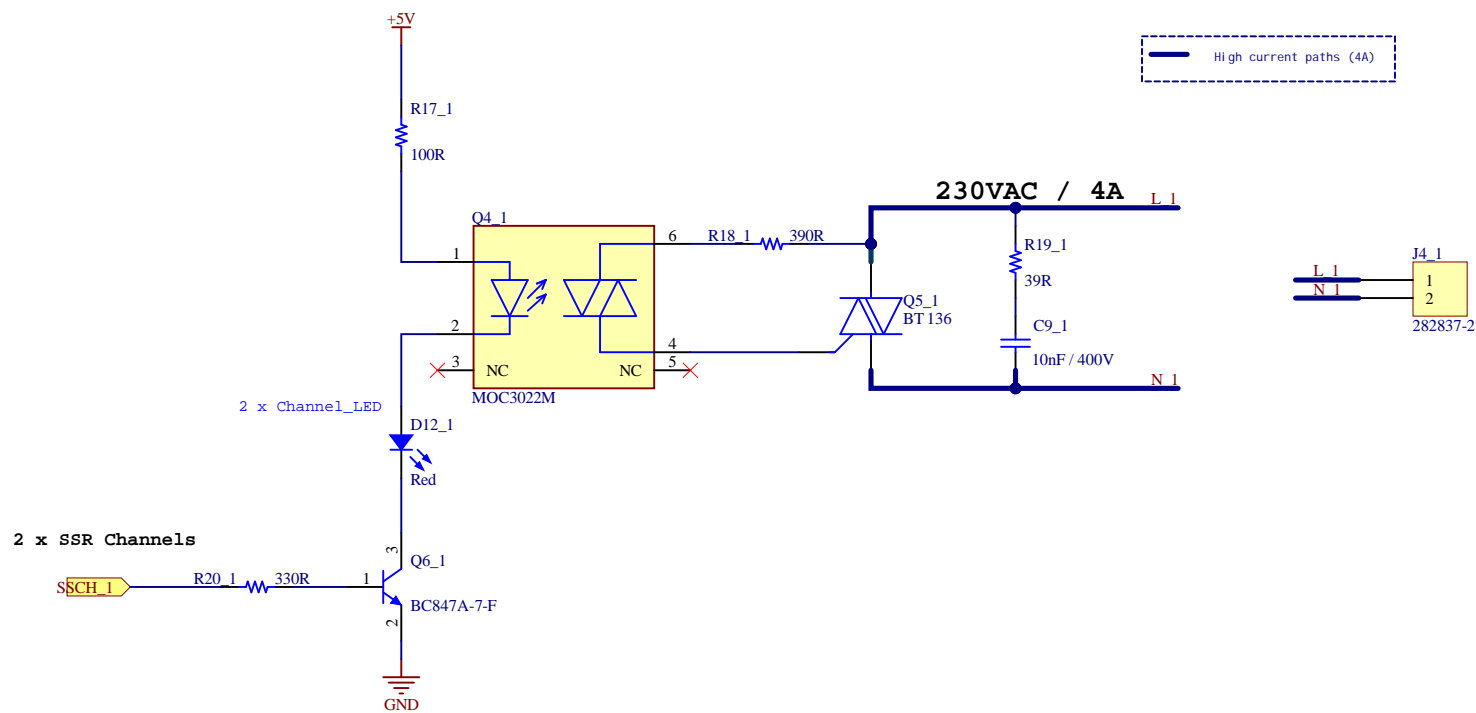 +5V
High current paths (4A)
R17_1
100R
230VAC / 4A
L_1
Q4_1
6
R18_1
390R
R19_1
39R
1
J4_1
L_1
1
N_1
2
282837-2
Q5_1
BT136
C9_1
10nF / 400V
2
4
3
NC
NC
5
N_1
MOC3022M
2 x Channel_LED
D12_1
Red
2 x SSR Channels
3
Q6_1
SSCH_1
R20_1
330R
1
BC847A-7-F
2
GND